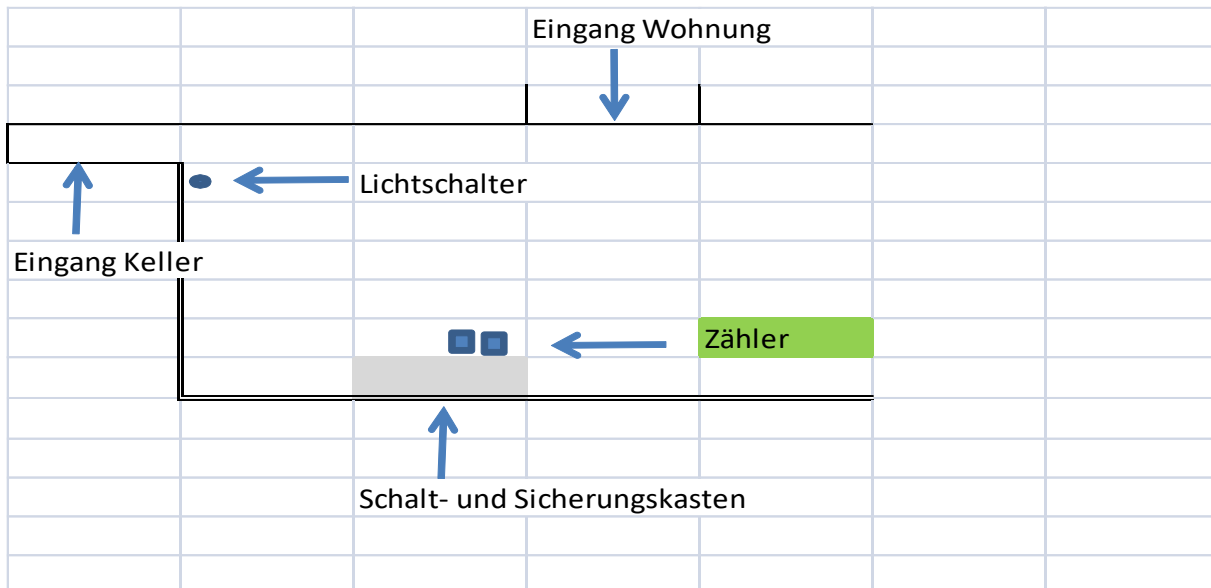 Eingang Wohnung
Lichtschalter
Eingang Keller
Zähler
Schalt- und Sicherungskasten